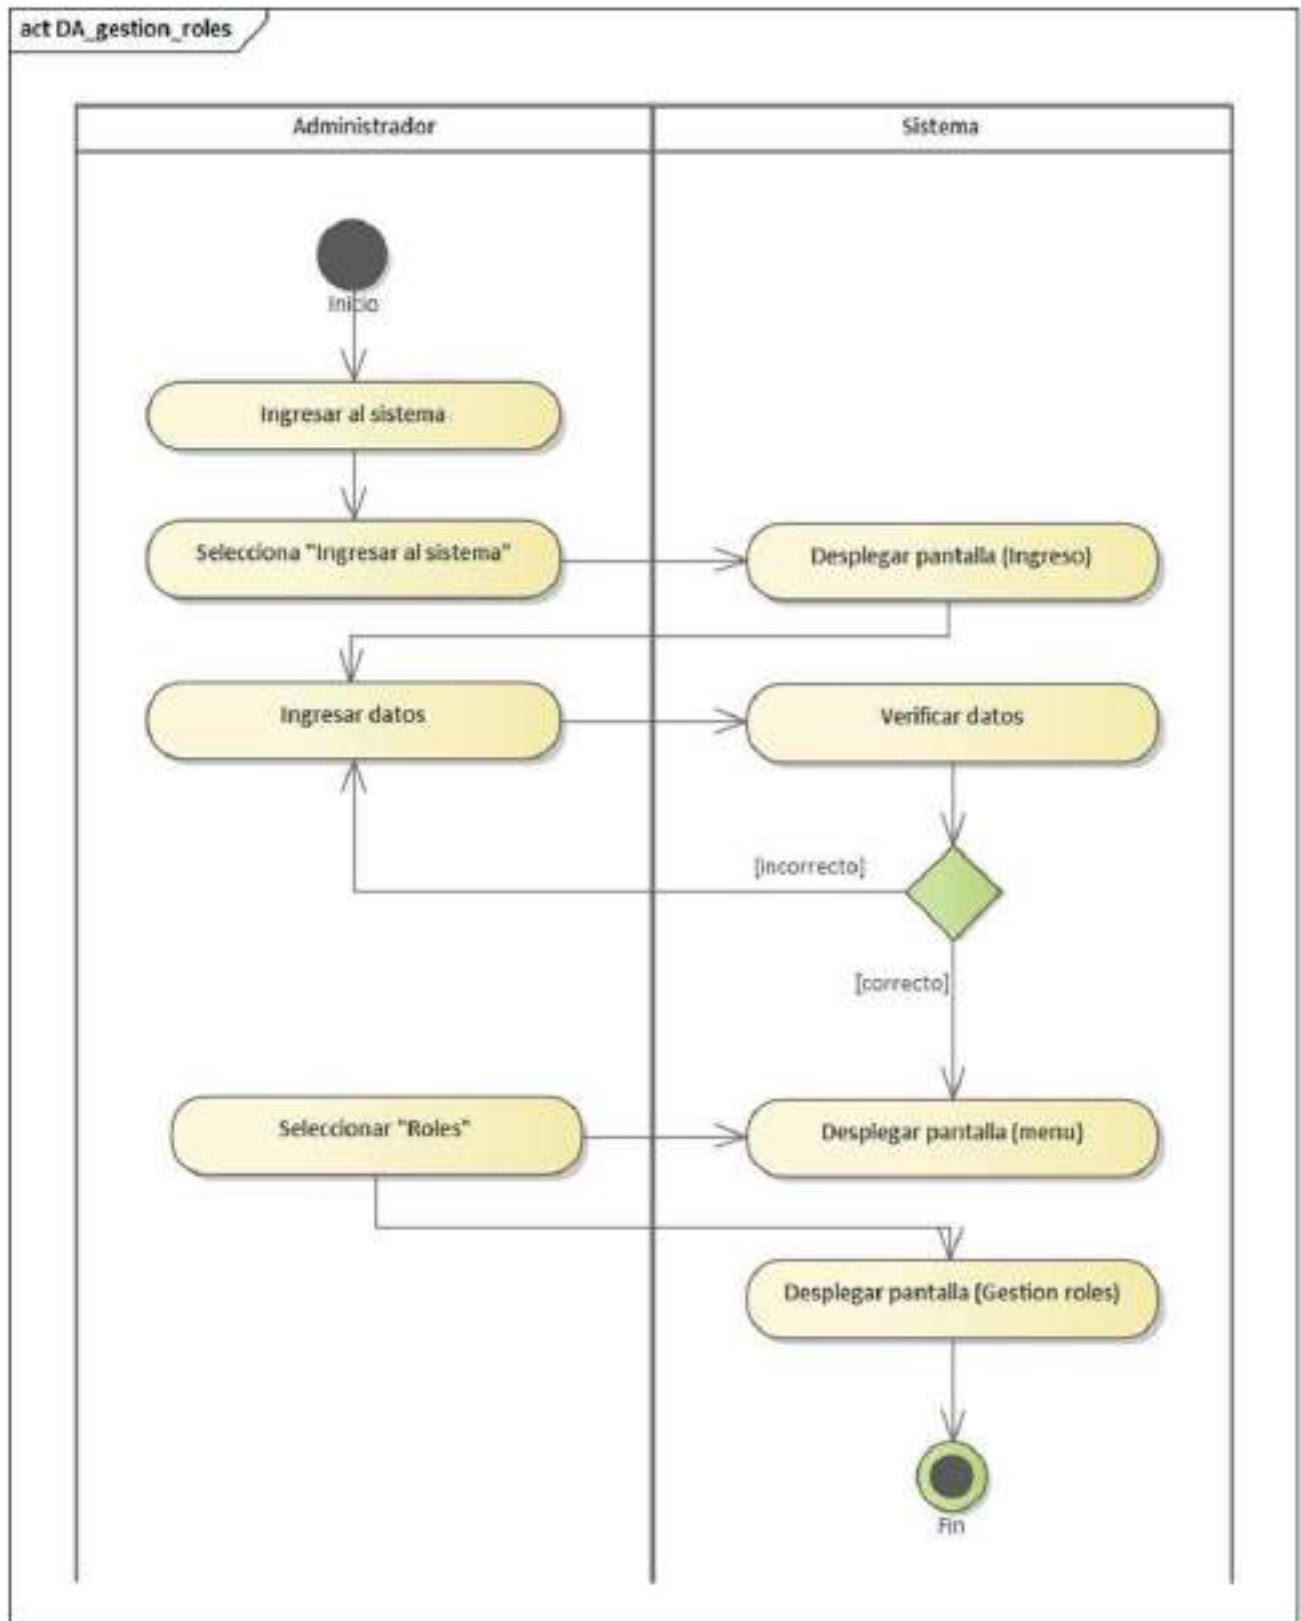 act DA_gestion_roles
Administrador
Sistema
Inicio
Ingresar al sistema
Selecciona "Ingresar al sistema"
Desplegar pantalla (Ingreso)
Ingresar datos
Verificar datos
[incorrecto]
[correcto]
Seleccionar "Roles"
Desplegar pantalla (menu)
Desplegar pantalla (Gestion roles)
Fin